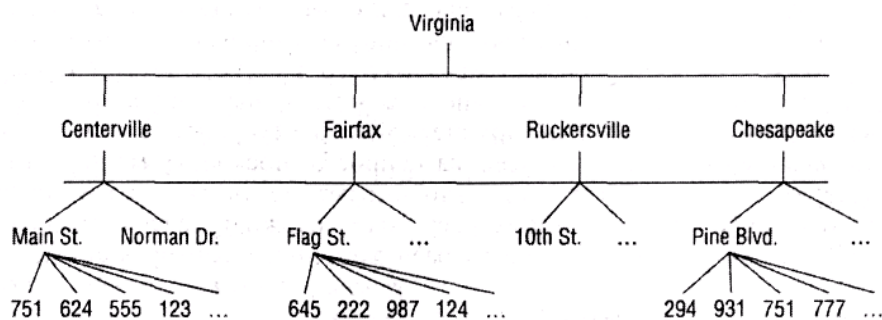 Virginia
Centerville Fairfax Ruckersville Chesapeake
Main St. Norman Dr. Flag St. ... 10th St. ... Pine Blvd. ...
751 624 555 123 ... 645 222 987 124 ... 294 931 751 777 ...